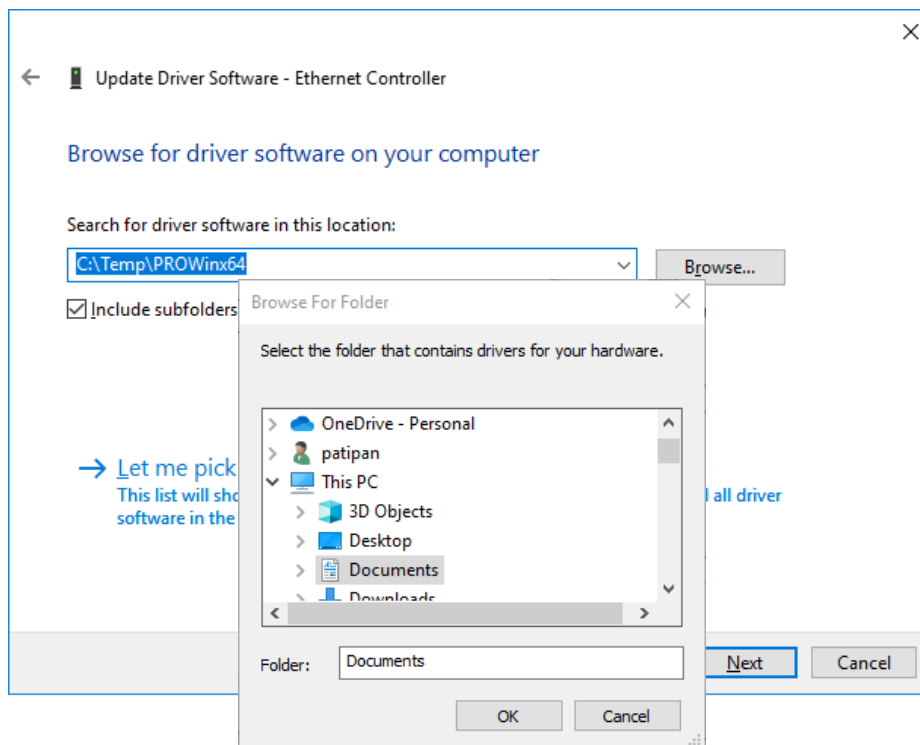 Update Driver Software - Ethernet Controller
Browse for driver software on your computer
Search for driver software in this location:
C:\Temp\PROWinx64
Browse...
Include subfolders
Browse For Folder
Select the folder that contains drivers for your hardware.
OneDrive - Personal
patipan
This PC
3D Objects
Desktop
Documents
Downloads
Let me pick
This list will sho
all driver
software in the
Folder:
Documents
Next
Cancel
OK
Cancel